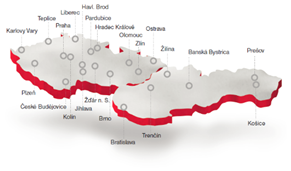 Liberec
Havl. Brod
Teplice
Pardubice
Praha
Hradec Králové
Ostrava
Karlovy Vary
Olomouc
Zlín
Žilina
Banská Bystrica
Prešov
Plzeň
České Budějovice
Žďár n. S.
Jihlava
Kolín
Brno
Košice
Trenčín
Bratislava